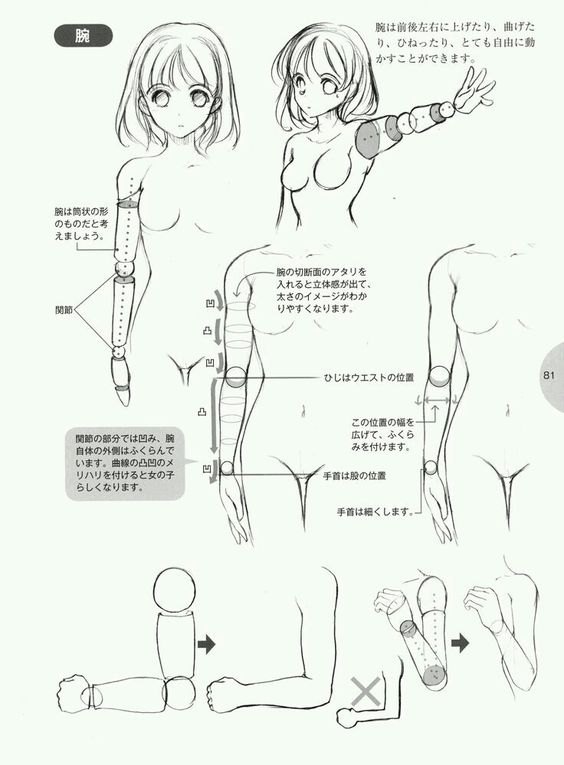 腕
腕は前後左右に上げたり、曲げた
り、ひねったり、とても自由に動
かすことができます。
腕は筒状の形
のものだと考
えましょう。
関節
腕の切断面のアタリを
入れると立体感が出て、
太さのイメージがわか
りやすくなります。
凹
凸
凹
凸
凹
ひじはウエストの位置
81
この位置の幅を
広げて、ふくら
みを付けます。
関節の部分では凹み、腕
自体の外側はふくらんで
います。曲線の凸凹のメ
リハリを付けると女の子
らしくなります。
手首は股の位置
手首は細くします。